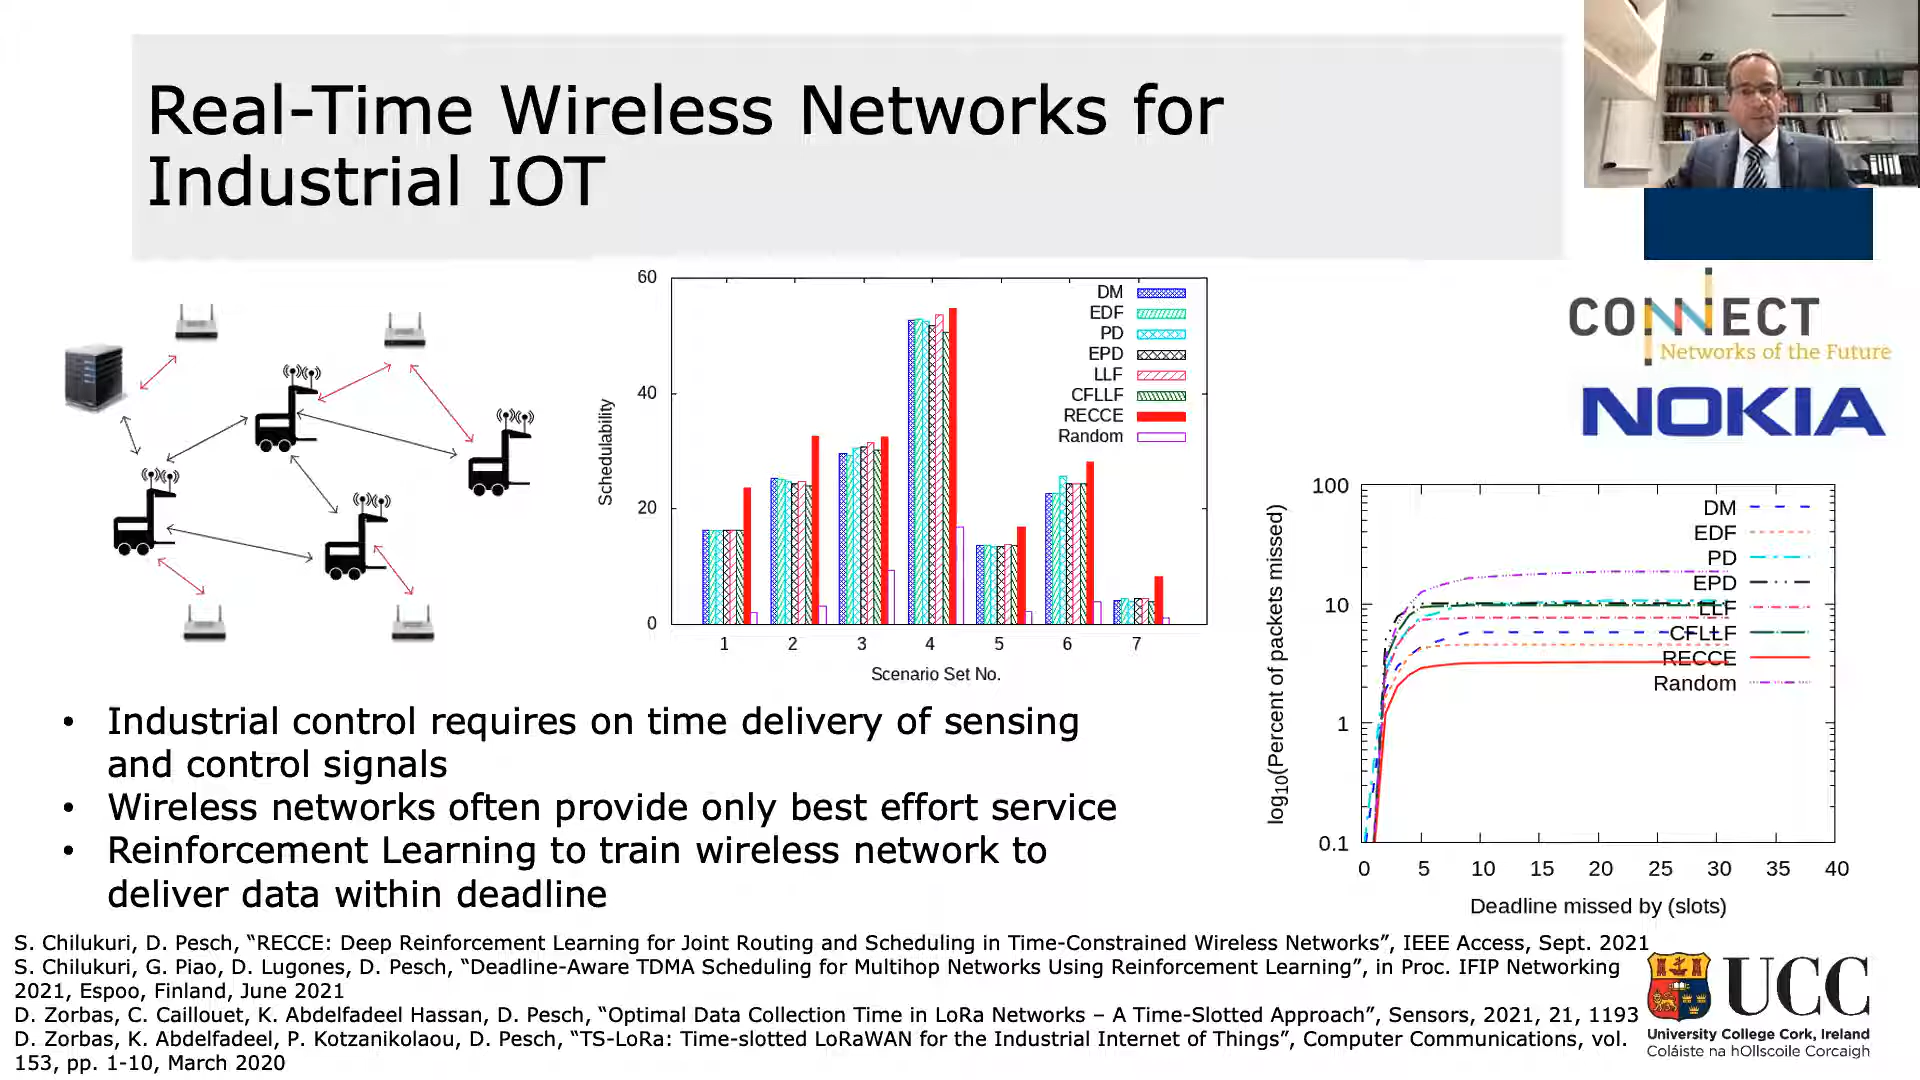 Real-Time Wireless Networks for
Industrial IOT
60
40
20
0
Schedulability
1 2 3 4 5 6 7
Scenario Set No.
DM
EDF
PD
EPD
LLF
CFLLF
RECCE
Random
CONNECT
Networks of the Future
NOKIA
100
10
1
0.1
log10(Percent of packets missed)
DM
EDF
PD
EPD
LLF
CFLLF
RECCE
Random
0 5 10 15 20 25 30 35 40
Deadline missed by (slots)
• Industrial control requires on time delivery of sensing
and control signals
• Wireless networks often provide only best effort service
• Reinforcement Learning to train wireless network to
deliver data within deadline
S. Chilukuri, D. Pesch, “RECCE: Deep Reinforcement Learning for Joint Routing and Scheduling in Time-Constrained Wireless Networks”, IEEE Access, Sept. 2021
S. Chilukuri, G. Piao, D. Lugones, D. Pesch, “Deadline-Aware TDMA Scheduling for Multihop Networks Using Reinforcement Learning”, in Proc. IFIP Networking
2021, Espoo, Finland, June 2021
D. Zorbas, C. Caillouet, K. Abdelfadeel Hassan, D. Pesch, “Optimal Data Collection Time in LoRa Networks – A Time-Slotted Approach”, Sensors, 2021, 21, 1193
D. Zorbas, K. Abdelfadeel, P. Kotzanikolaou, D. Pesch, “TS-LoRa: Time-slotted LoRaWAN for the Industrial Internet of Things”, Computer Communications, vol.
153, pp. 1-10, March 2020
UCC
University College Cork, Ireland
Coláiste na hOllscoile Corcaigh